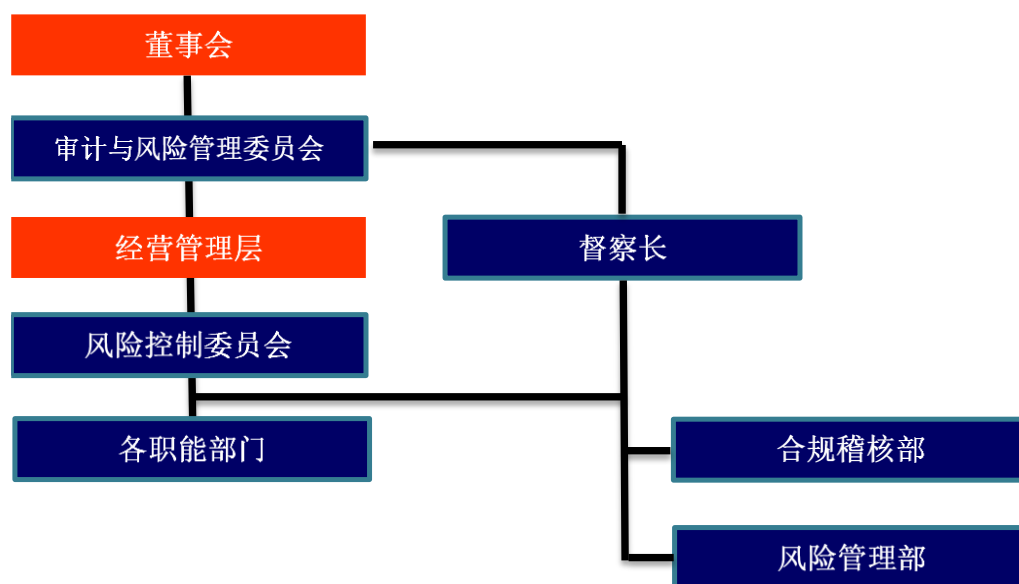 董事会
审计与风险管理委员会
经营管理层
督察长
风险控制委员会
各职能部门
合规稽核部
风险管理部